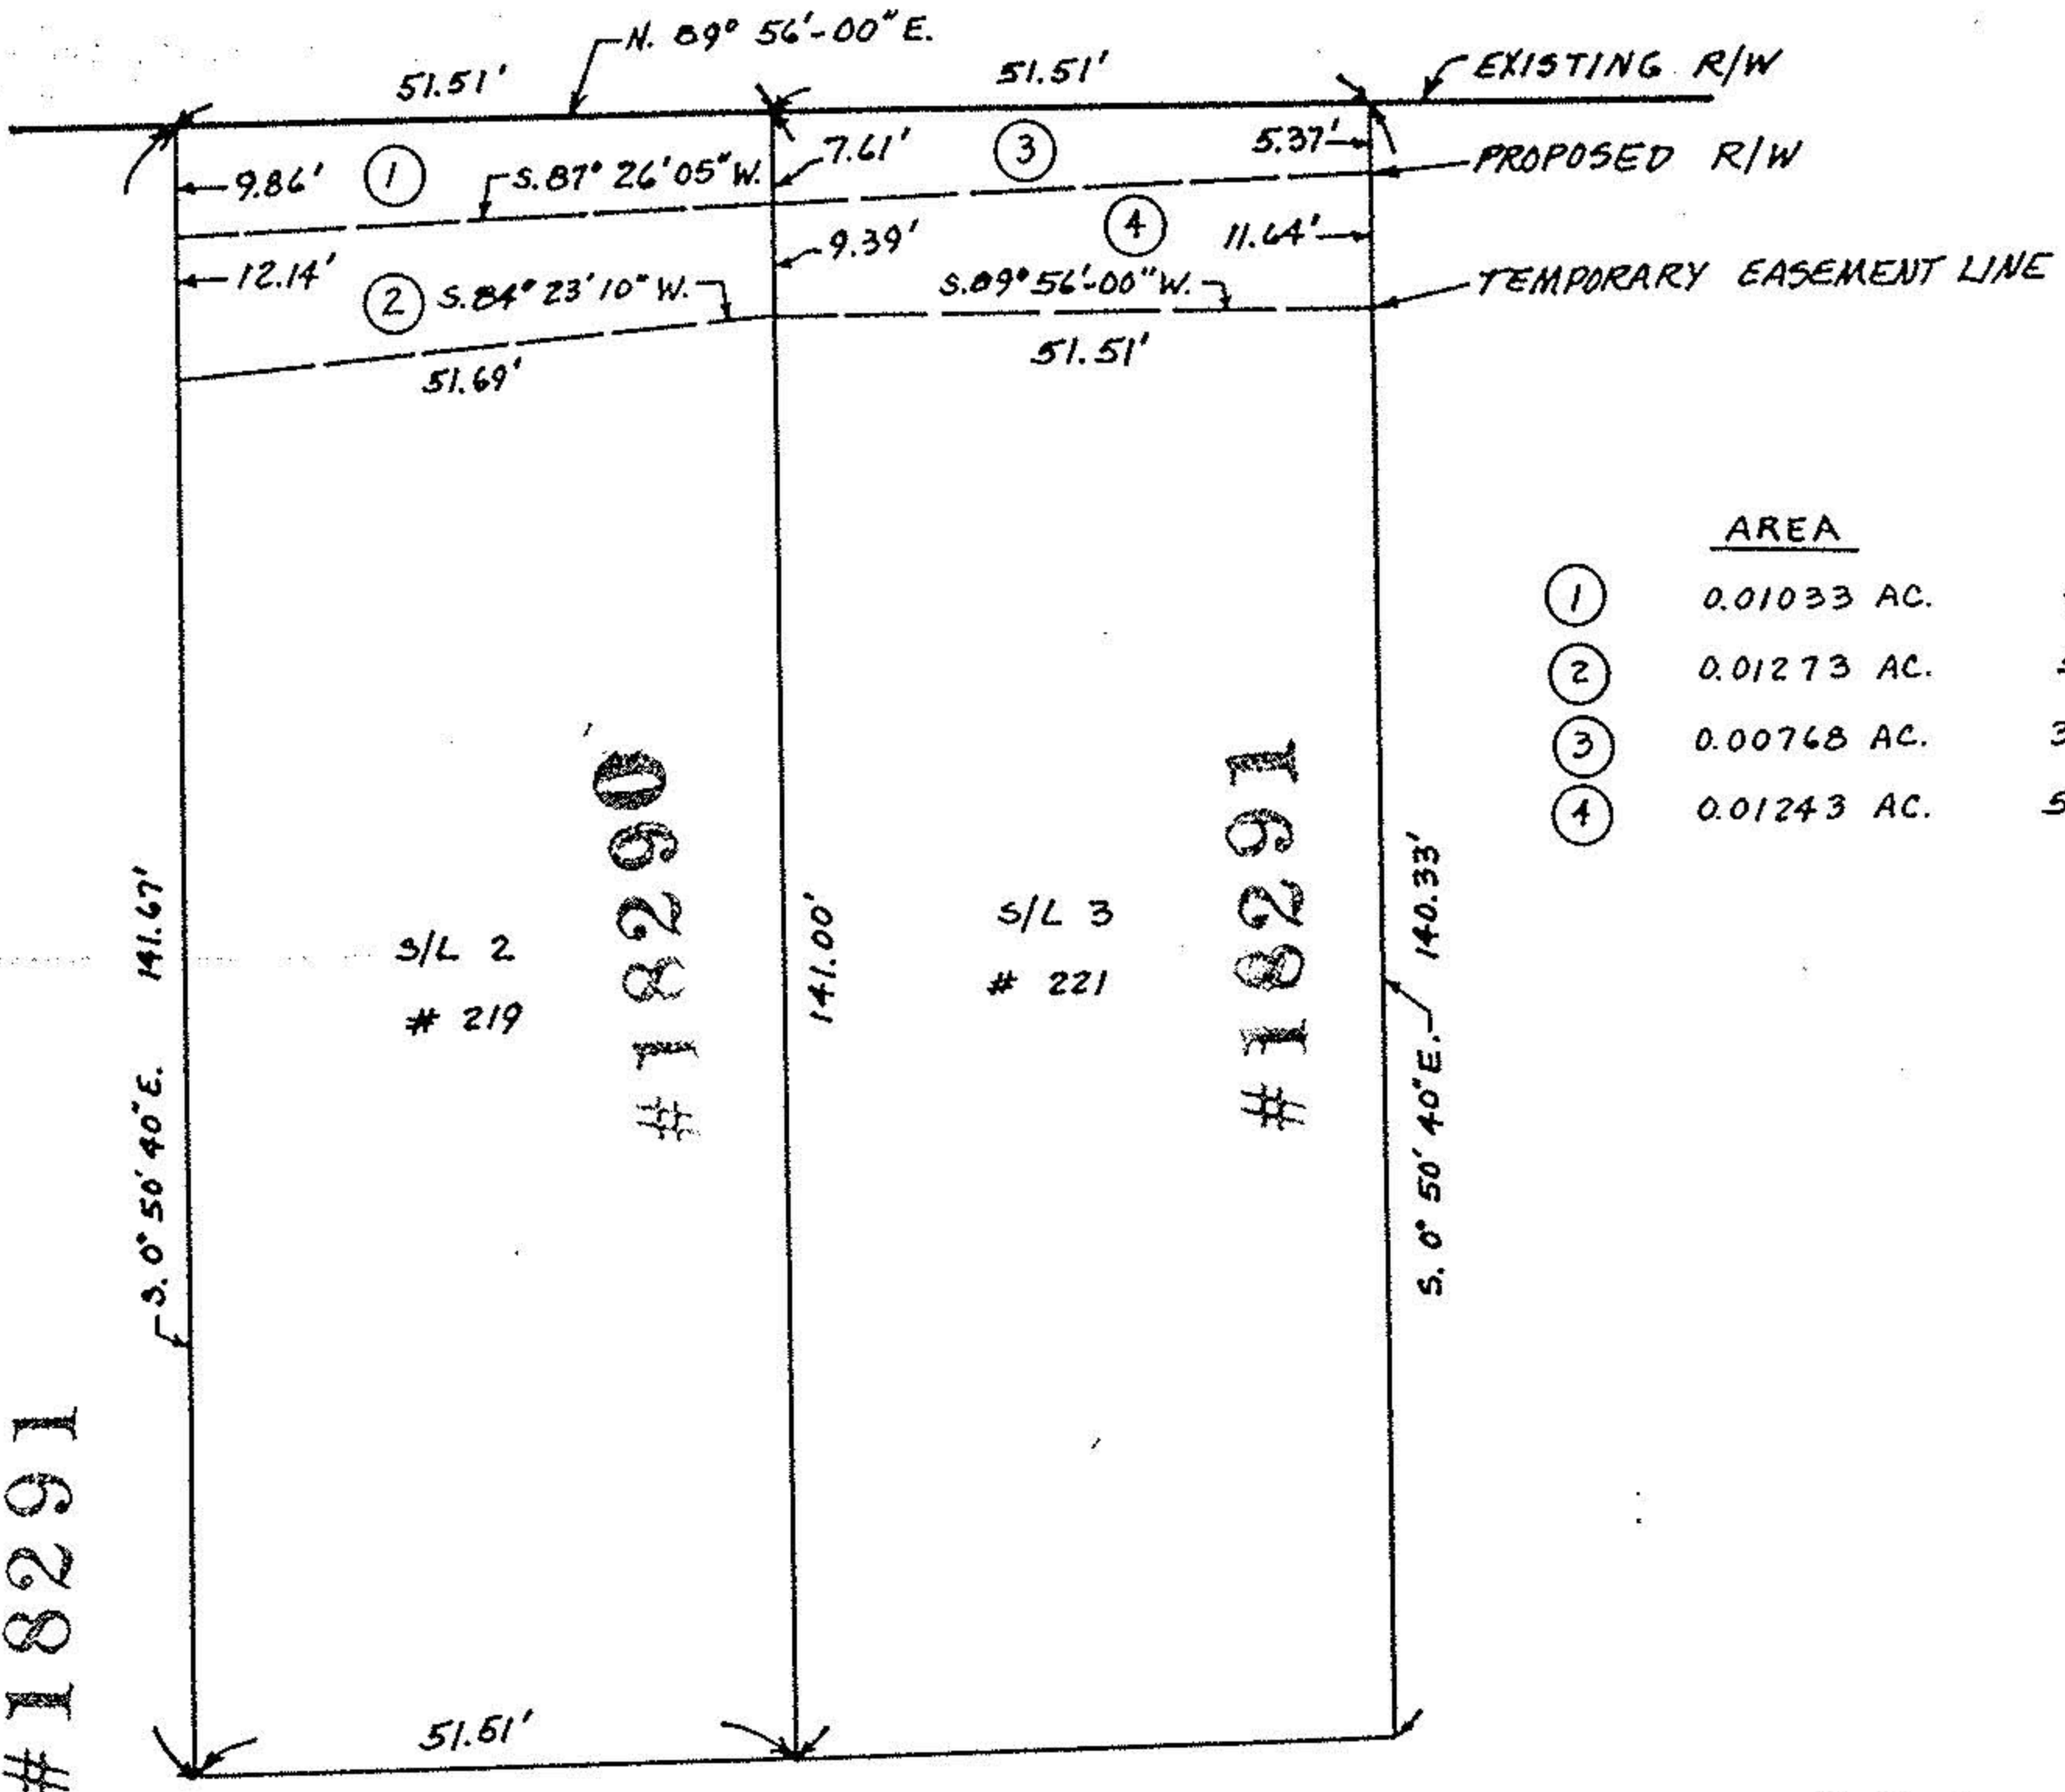 N. 89° 56'-00" E.
51.51'
51.51'
EXISTING R/W
9.86'
1
S. 87° 26' 05" W.
7.61'
3
5.37'
PROPOSED R/W
12.14'
2
S. 84° 23' 10" W.
9.39'
4
11.64'
S. 89° 56'-00" W.
TEMPORARY EASEMENT LINE
51.69'
51.51'
AREA
1 0.01033 AC.
2 0.01273 AC.
3 0.00768 AC.
4 0.01243 AC.
S. 0° 50' 40" E. 141.67'
S/L 2
# 219
#18290
141.00'
S/L 3
# 221
#18291
S. 0° 50' 40" E. 140.33'
#18291
51.51'